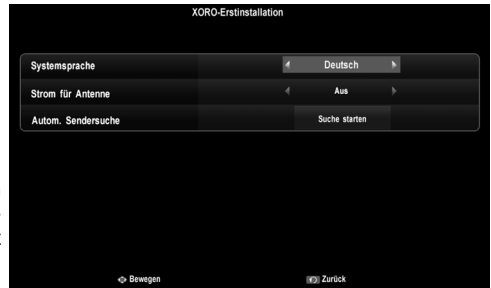 XORO-Erstinstallation
Systemsprache Deutsch
Strom für Antenne Aus
Autom. Sendersuche Suche starten
Bewegen Zurück